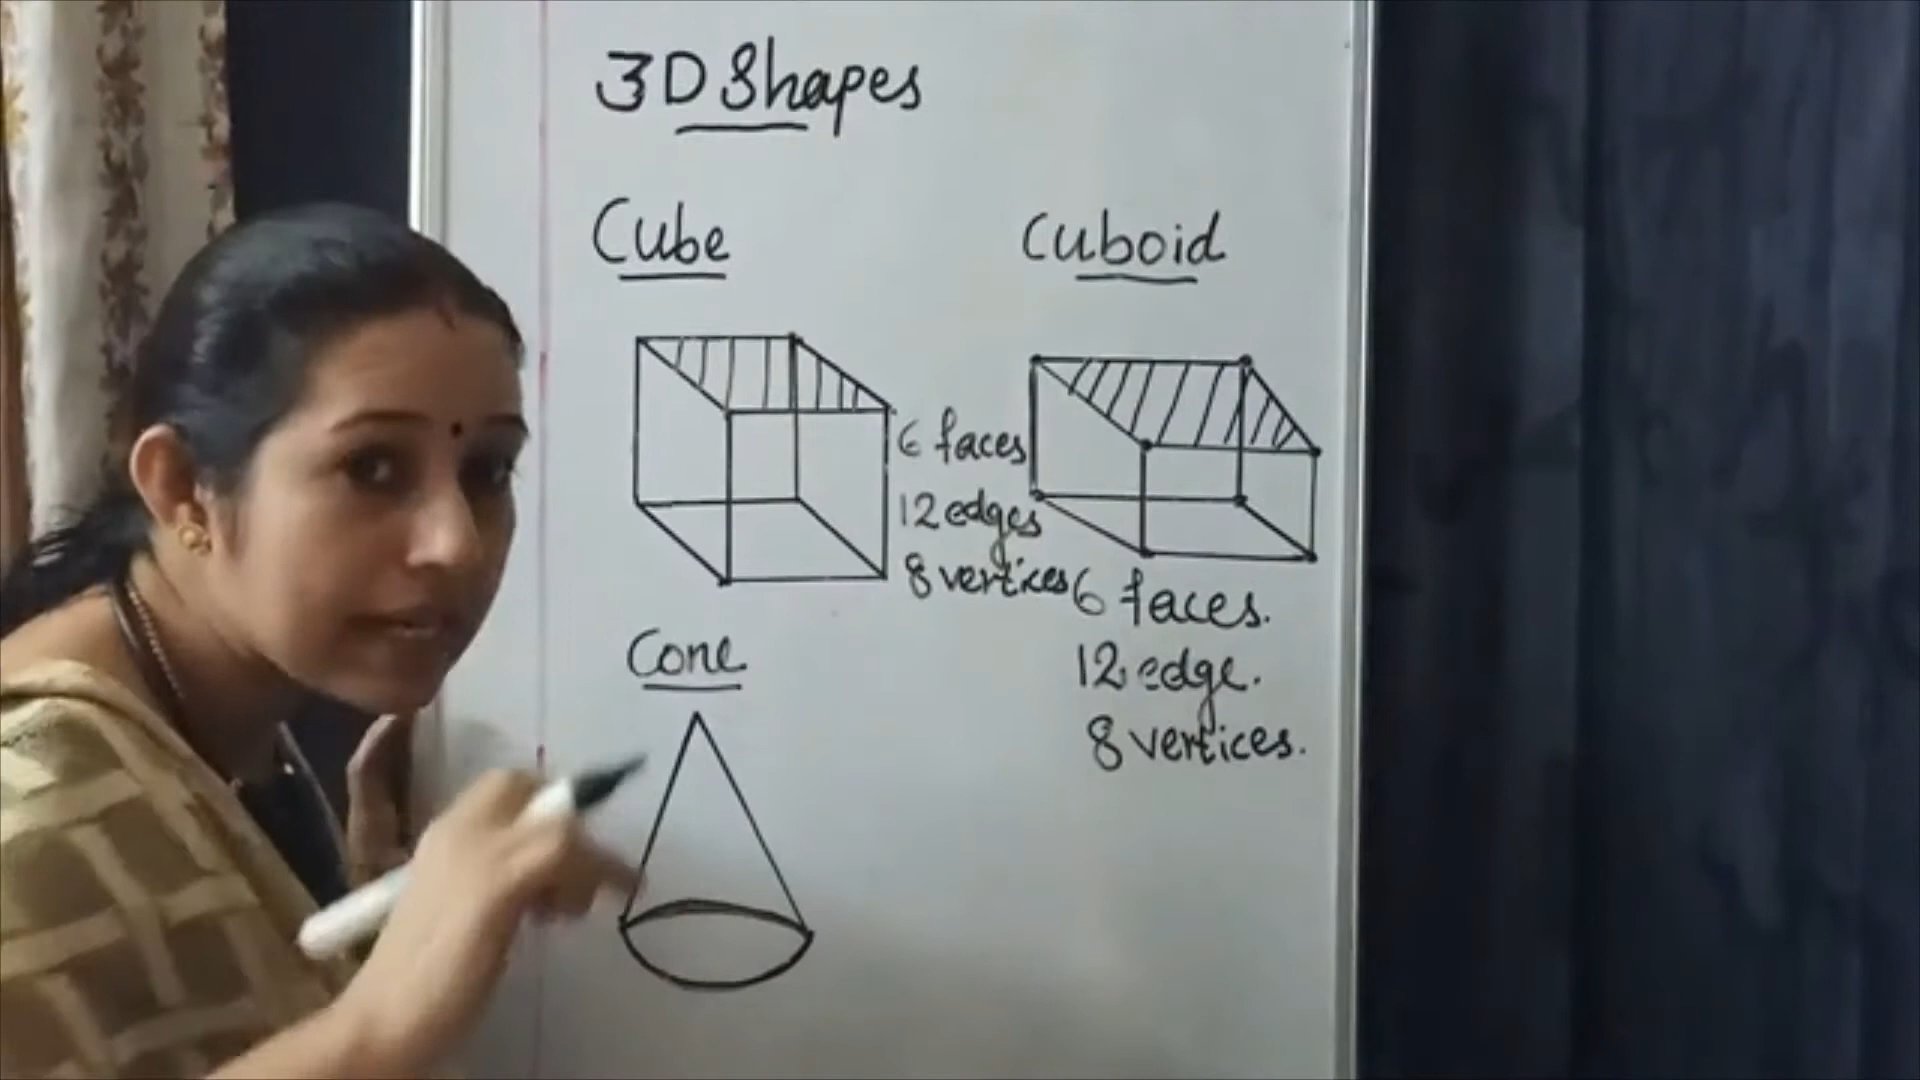 3D Shapes
Cube
Cuboid
6 faces
12 edges
8 vertices
6 faces.
12 edge.
8 vertices.
Cone